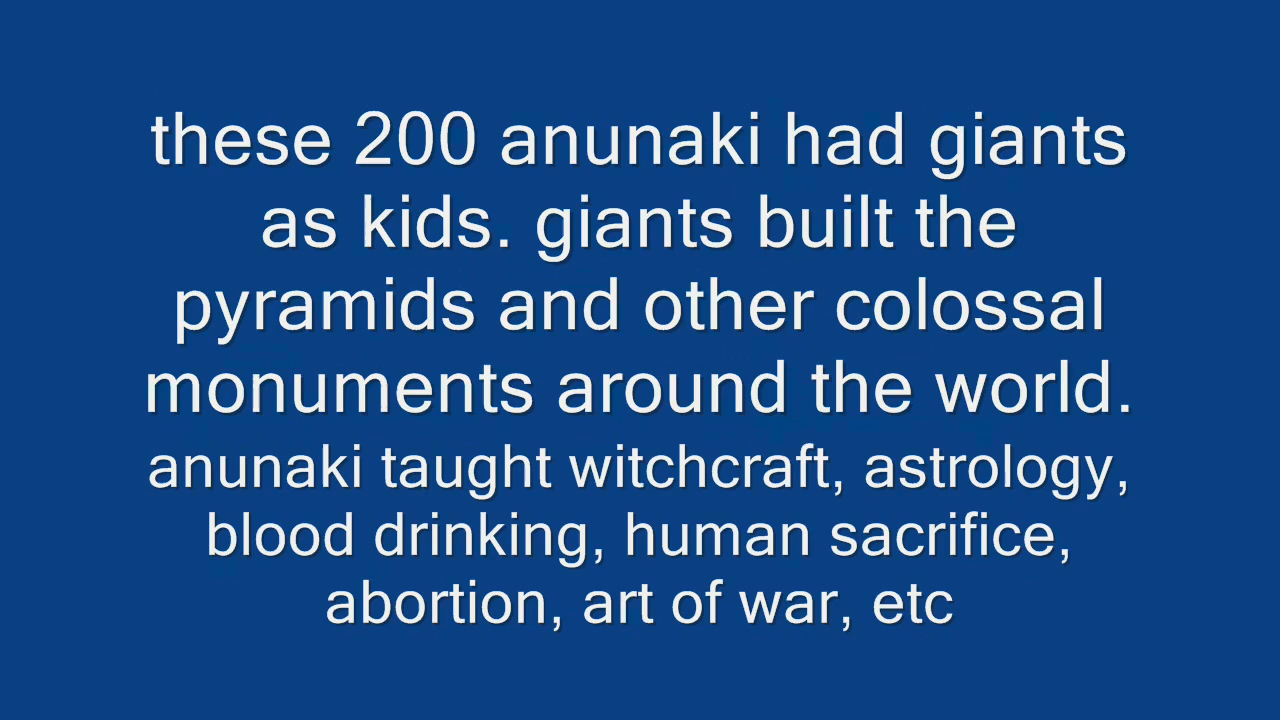 these 200 anunaki had giants
as kids. giants built the
pyramids and other colossal
monuments around the world.
anunaki taught witchcraft, astrology,
blood drinking, human sacrifice,
abortion, art of war, etc